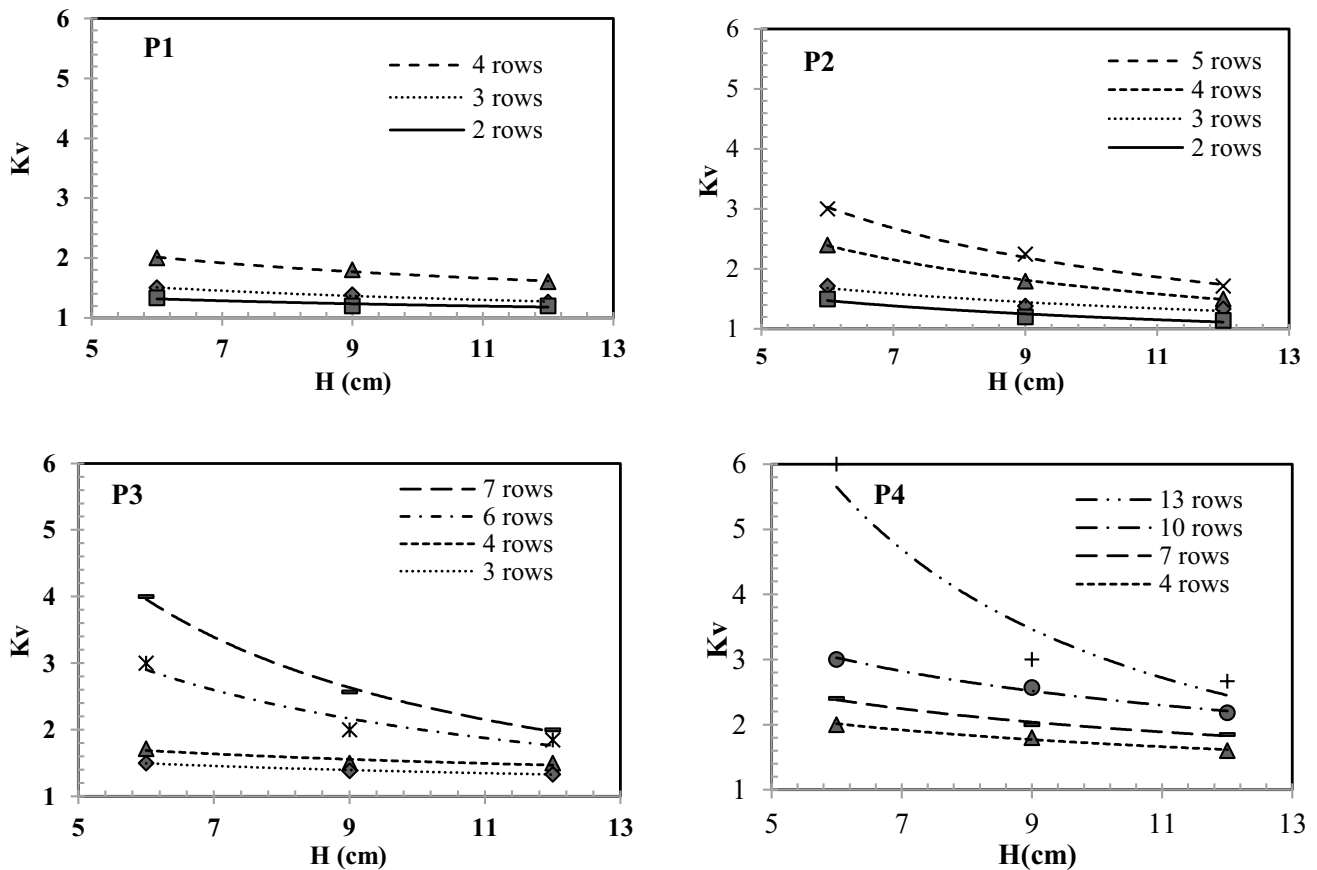 P1
4 rows
3 rows
2 rows
Kv
6
5
4
3
2
1
5 7 9 11 13
H (cm)
P2
5 rows
4 rows
3 rows
2 rows
Kv
6
5
4
3
2
1
5 7 9 11 13
H (cm)
P3
7 rows
6 rows
4 rows
3 rows
Kv
6
5
4
3
2
1
5 7 9 11 13
H (cm)
P4
13 rows
10 rows
7 rows
4 rows
Kv
6
5
4
3
2
1
5 7 9 11 13
H(cm)